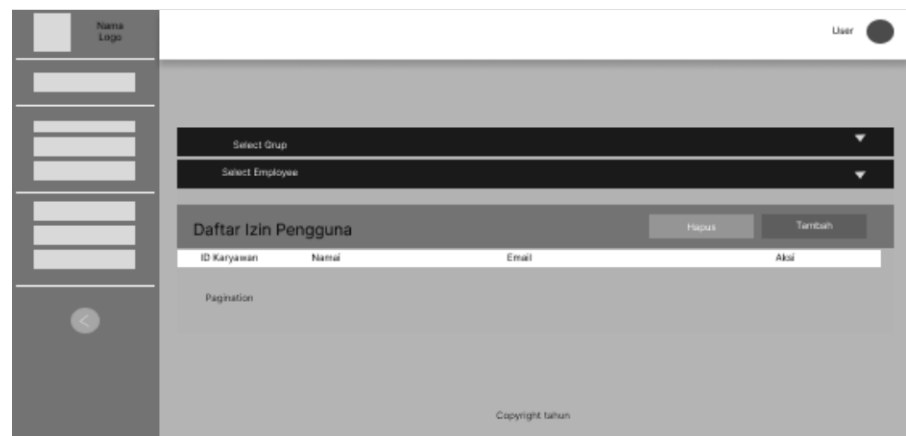 Nama
Logo
User
Select Grup
Select Employee
Daftar Izin Pengguna
Hapus
Tambah
ID Karyawan Namai Email Aksi
Pagination
Copyright tahun